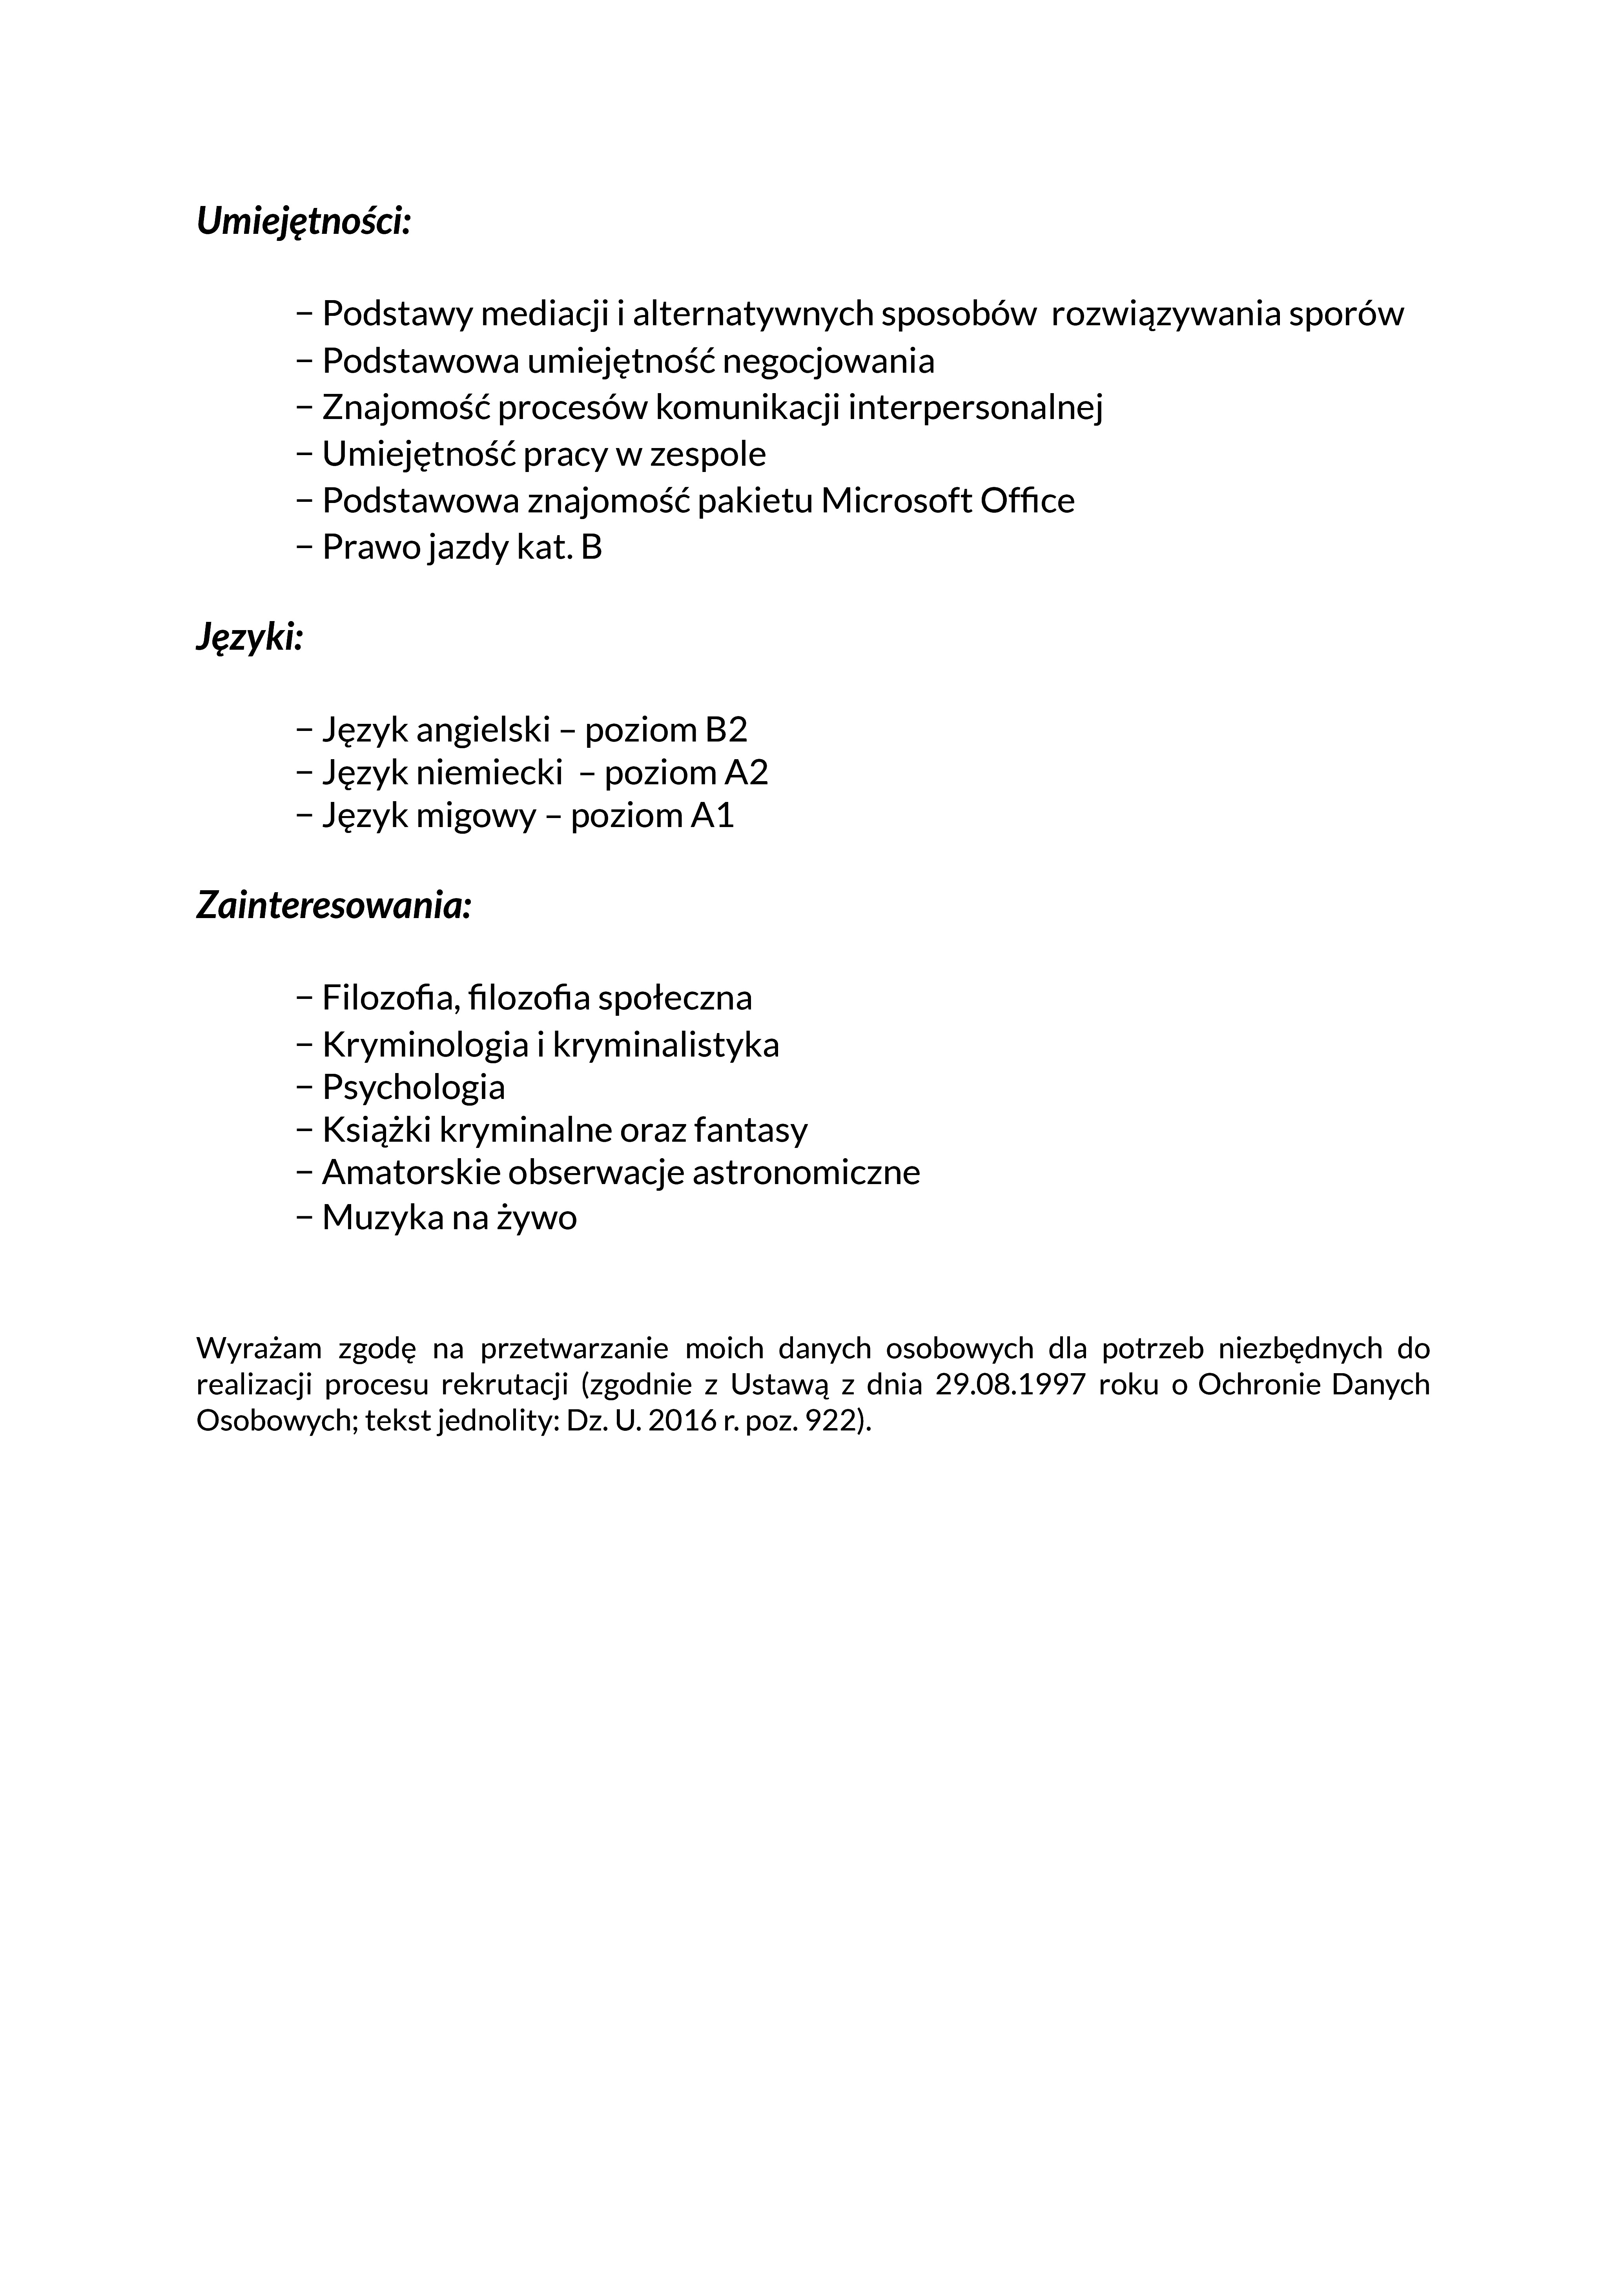 Umiejętności:
− Podstawy mediacji i alternatywnych sposobów  rozwiązywania sporów
− Podstawowa umiejętność negocjowania
− Znajomość procesów komunikacji interpersonalnej
− Umiejętność pracy w zespole
− Podstawowa znajomość pakietu Microsoft Office
− Prawo jazdy kat. B
Języki:
− Język angielski – poziom B2
− Język niemiecki  – poziom A2
− Język migowy – poziom A1
Zainteresowania:
− Filozofia, filozofia społeczna
− Kryminologia i kryminalistyka
− Psychologia
− Książki kryminalne oraz fantasy
− Amatorskie obserwacje astronomiczne
− Muzyka na żywo
Wyrażam zgodę na przetwarzanie moich danych osobowych dla potrzeb niezbędnych do
realizacji procesu rekrutacji (zgodnie z Ustawą z dnia 29.08.1997 roku o Ochronie Danych
Osobowych; tekst jednolity: Dz. U. 2016 r. poz. 922).